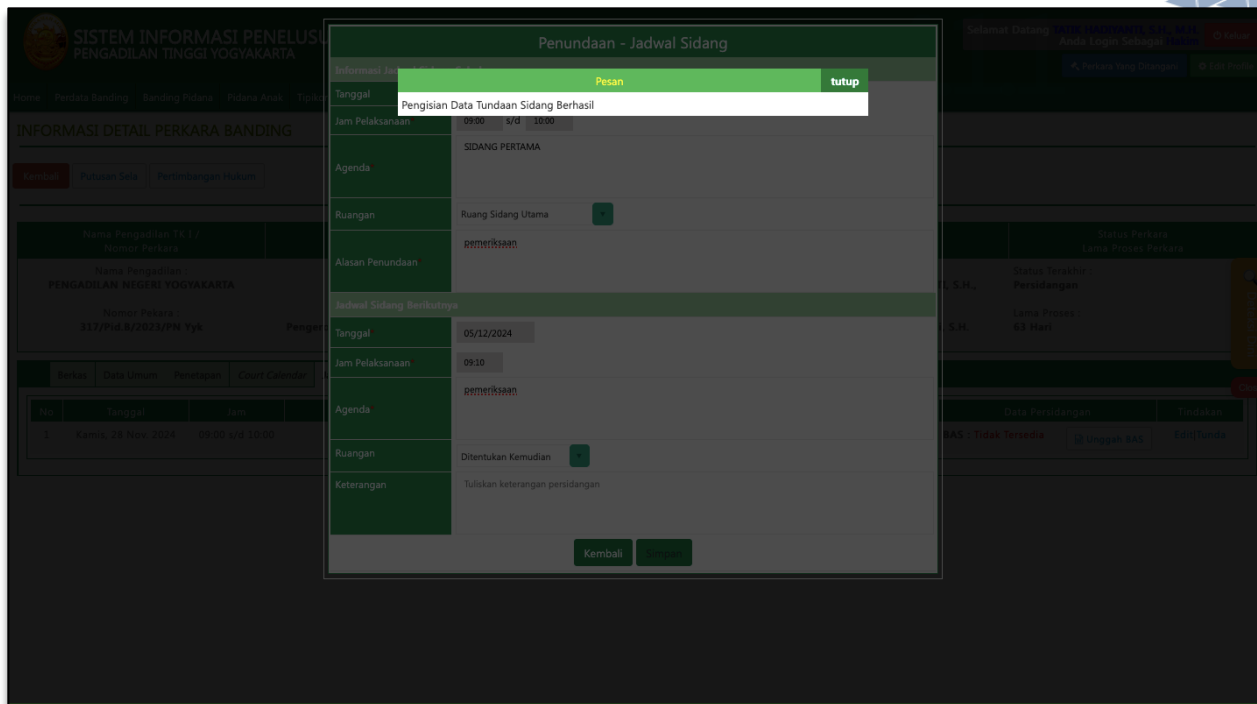 SISTEM INFORMASI PENELUSU
PENGADILAN TINGGI YOGYAKARTA
Selamat Datang
Anda Login Sebagai
Keluar
Perkara Yang Ditangani
Edit Profile
Home Perdata Banding Banding Pidana Pidana Anak Tipikor
INFORMASI DETAIL PERKARA BANDING
Kembali Putusan Sela Pertimbangan Hukum
Penundaan - Jadwal Sidang
Pesan
tutup
Pengisian Data Tundaan Sidang Berhasil
Tanggal
Jam Pelaksanaan
09:00 s/d 10:00
Agenda
SIDANG PERTAMA
Ruangan
Ruang Sidang Utama
Alasan Penundaan
pemeriksaan
Jadwal Sidang Berikutnya
Tanggal
05/12/2024
Jam Pelaksanaan
09:10
Agenda
pemeriksaan
Ruangan
Ditentukan Kemudian
Keterangan
Tuliskan keterangan persidangan
Kembali Simpan
Nama Pengadilan TK I /
Nomor Perkara
Nama Pengadilan
PENGADILAN NEGERI YOGYAKARTA
Nomor Pekara
317/Pid.B/2023/PN Yyk
Status Perkara
Lama Proses Perkara
Status Terakhir
Persidangan
Lama Proses :
63 Hari
Berkas Data Umum Penetapan Court Calendar
No Tanggal Jam Data Persidangan Tindakan
1 Kamis, 28 Nov. 2024 09:00 s/d 10:00 BAS : Tidak Tersedia Unggah BAS Edit|Tunda